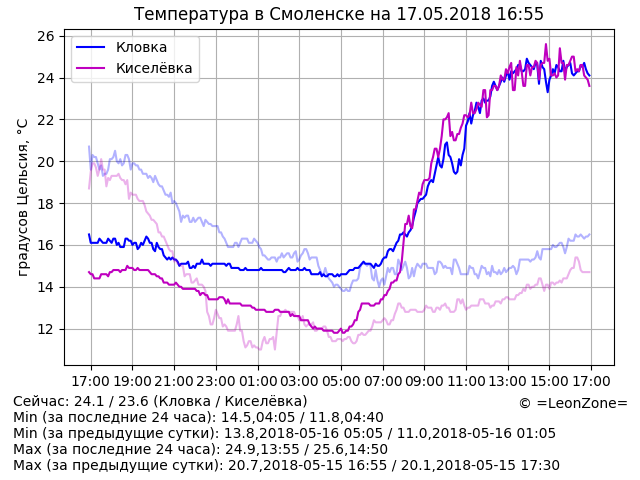 Температура в Смоленске на 17.05.2018 16:55
Кловка
Киселёвка
градусов Цельсия, °C
26
24
22
20
18
16
14
12
17:00 19:00 21:00 23:00 01:00 03:00 05:00 07:00 09:00 11:00 13:00 15:00 17:00
Сейчас: 24.1 / 23.6 (Кловка / Киселёвка)
© =LeonZone=
Min (за последние 24 часа): 14.5,04:05 / 11.8,04:40
Min (за предыдущие сутки): 13.8,2018-05-16 05:05 / 11.0,2018-05-16 01:05
Max (за последние 24 часа): 24.9,13:55 / 25.6,14:50
Max (за предыдущие сутки): 20.7,2018-05-15 16:55 / 20.1,2018-05-15 17:30